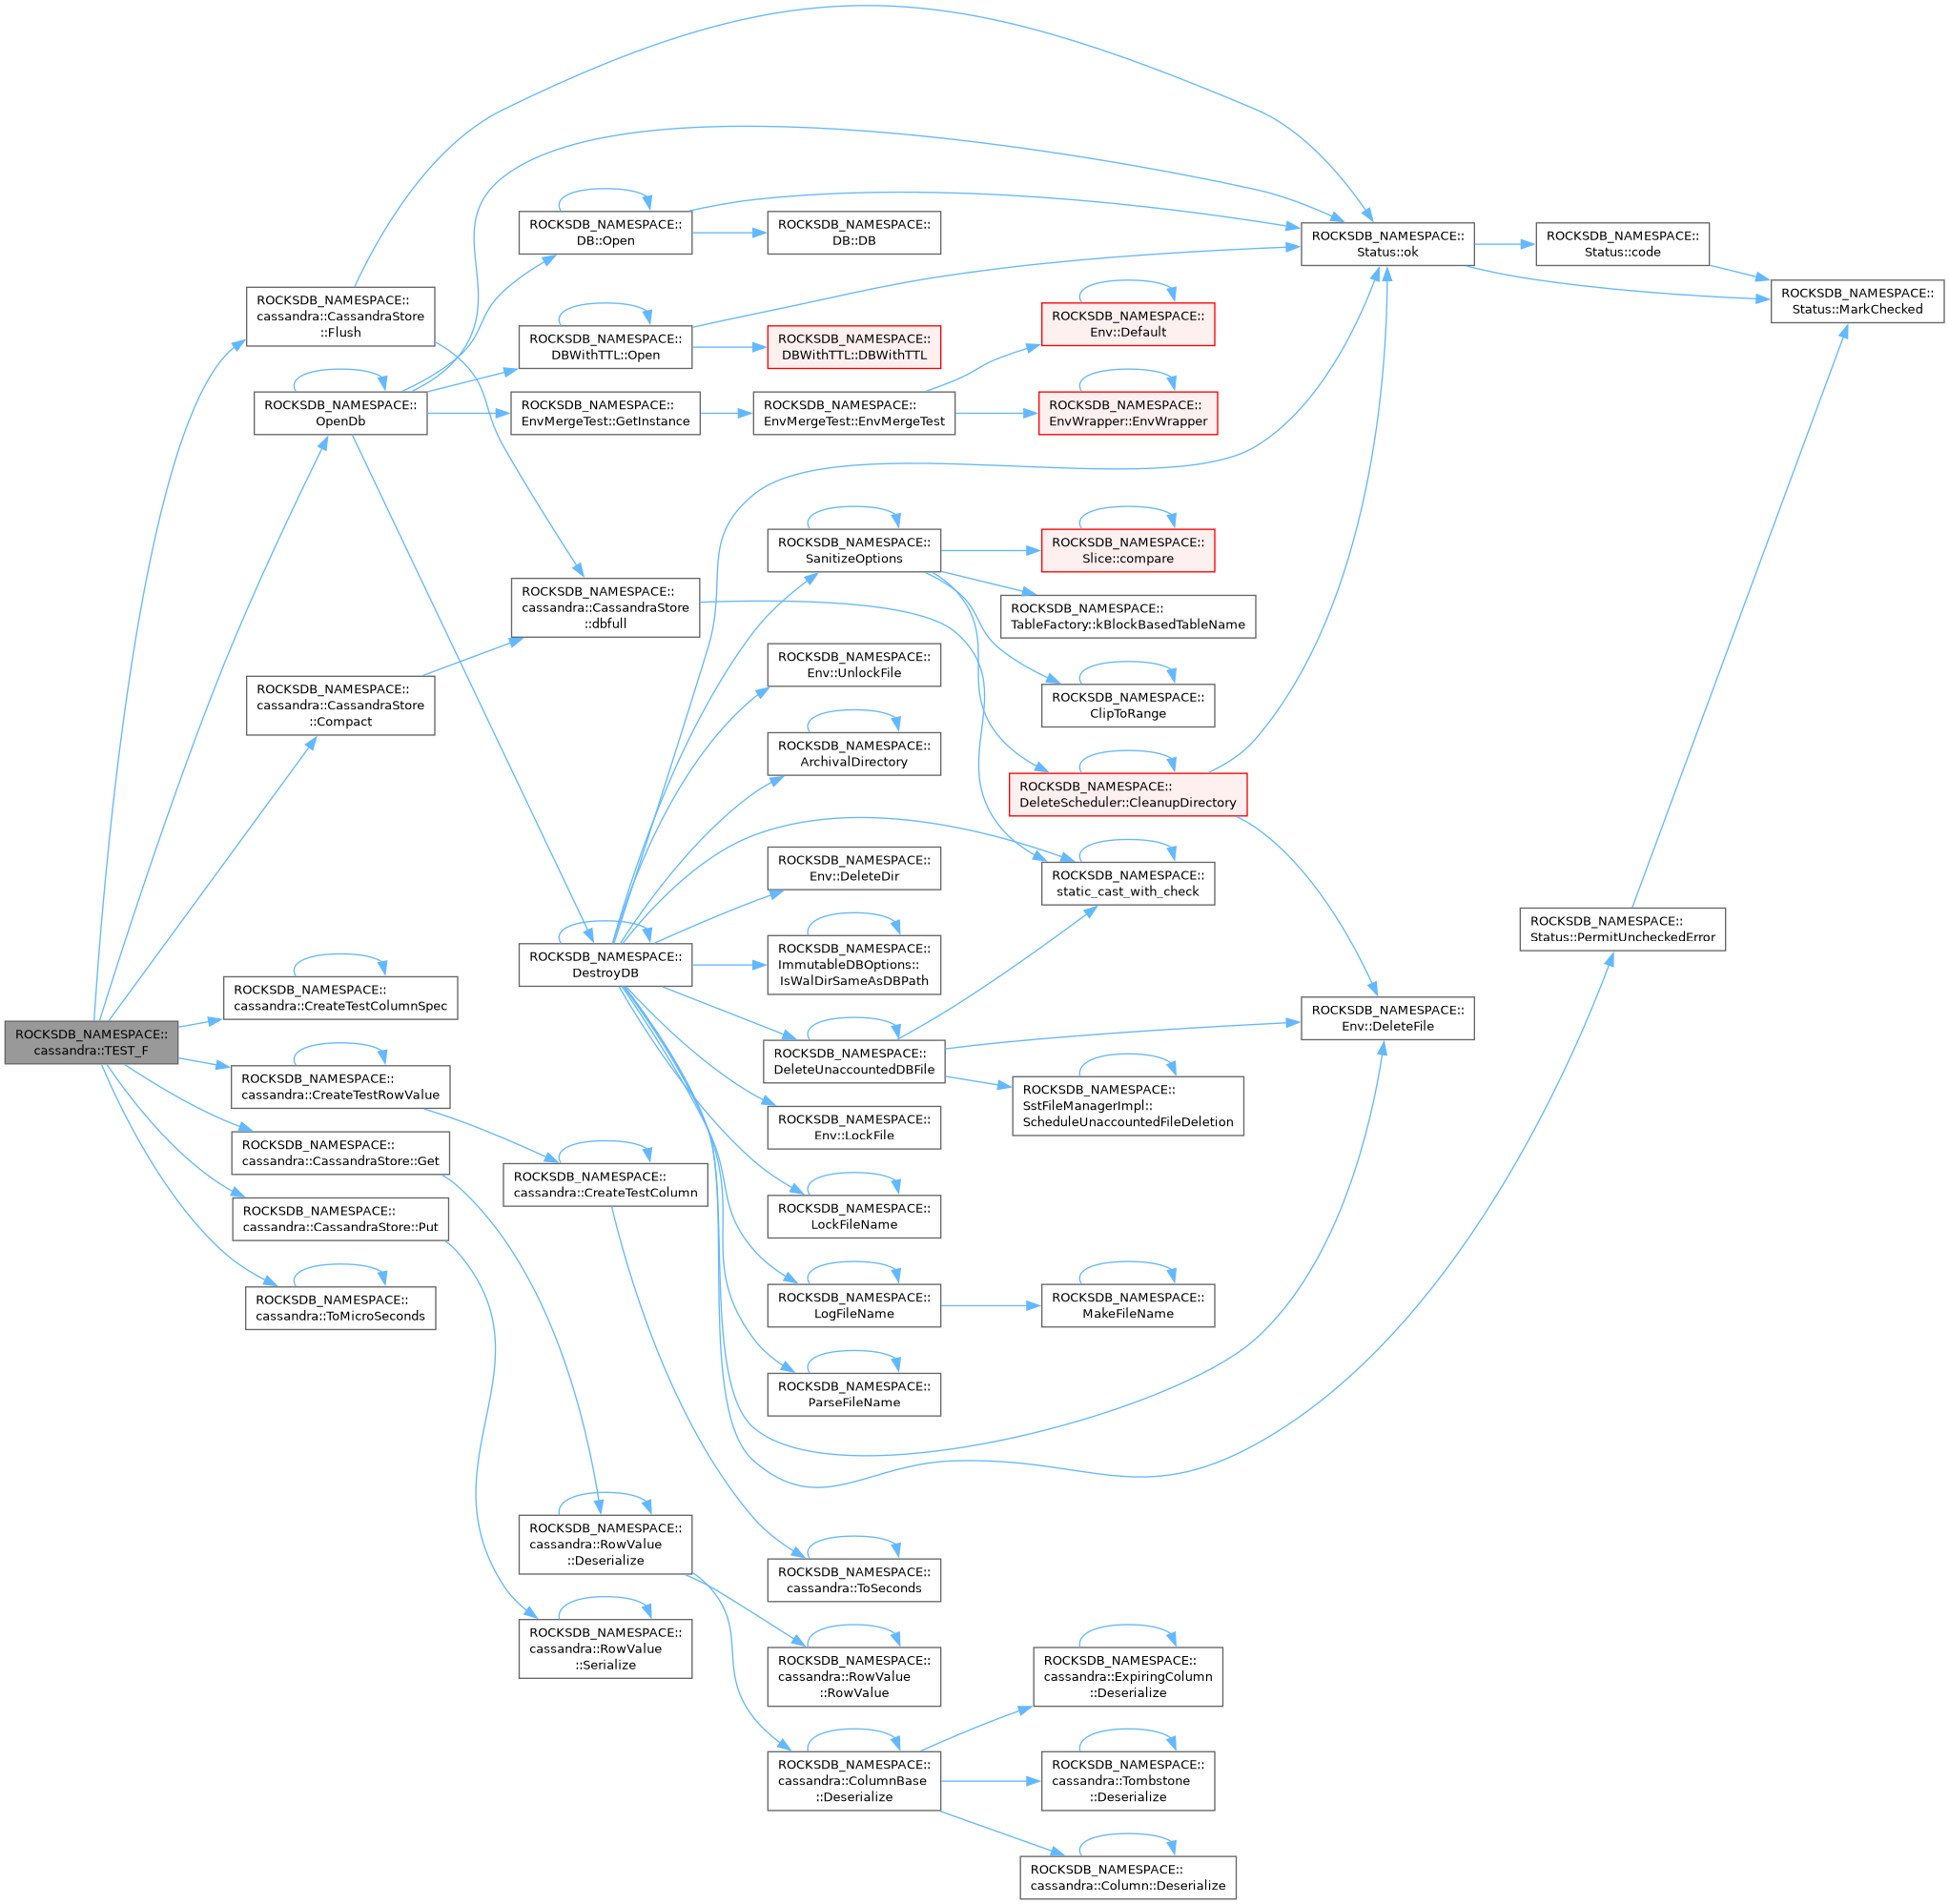 ROCKSDB_NAMESPACE::
cassandra::TEST_F
ROCKSDB_NAMESPACE::
cassandra::CassandraStore
::Flush
ROCKSDB_NAMESPACE::
OpenDb
ROCKSDB_NAMESPACE::
cassandra::CassandraStore
::Compact
ROCKSDB_NAMESPACE::
cassandra::CreateTestColumnSpec
ROCKSDB_NAMESPACE::
cassandra::CreateTestRowValue
ROCKSDB_NAMESPACE::
cassandra::CassandraStore::Get
ROCKSDB_NAMESPACE::
cassandra::CassandraStore::Put
ROCKSDB_NAMESPACE::
cassandra::ToMicroSeconds
ROCKSDB_NAMESPACE::
DB::Open
ROCKSDB_NAMESPACE::
DBWithTTL::Open
ROCKSDB_NAMESPACE::
EnvMergeTest::GetInstance
ROCKSDB_NAMESPACE::
cassandra::CassandraStore
::dbfull
ROCKSDB_NAMESPACE::
DestroyDB
ROCKSDB_NAMESPACE::
cassandra::CreateTestColumn
ROCKSDB_NAMESPACE::
cassandra::RowValue
::Deserialize
ROCKSDB_NAMESPACE::
cassandra::RowValue
::Serialize
ROCKSDB_NAMESPACE::
DB::DB
ROCKSDB_NAMESPACE::
DBWithTTL::DBWithTTL
ROCKSDB_NAMESPACE::
EnvMergeTest::EnvMergeTest
ROCKSDB_NAMESPACE::
SanitizeOptions
ROCKSDB_NAMESPACE::
Env::UnlockFile
ROCKSDB_NAMESPACE::
ArchivalDirectory
ROCKSDB_NAMESPACE::
Env::DeleteDir
ROCKSDB_NAMESPACE::
ImmutableDBOptions::
IsWalDirSameAsDBPath
ROCKSDB_NAMESPACE::
DeleteUnaccountedDBFile
ROCKSDB_NAMESPACE::
Env::LockFile
ROCKSDB_NAMESPACE::
LockFileName
ROCKSDB_NAMESPACE::
LogFileName
ROCKSDB_NAMESPACE::
ParseFileName
ROCKSDB_NAMESPACE::
cassandra::ToSeconds
ROCKSDB_NAMESPACE::
cassandra::RowValue
::RowValue
ROCKSDB_NAMESPACE::
cassandra::ColumnBase
::Deserialize
ROCKSDB_NAMESPACE::
Env::Default
ROCKSDB_NAMESPACE::
EnvWrapper::EnvWrapper
ROCKSDB_NAMESPACE::
Slice::compare
ROCKSDB_NAMESPACE::
TableFactory::kBlockBasedTableName
ROCKSDB_NAMESPACE::
ClipToRange
ROCKSDB_NAMESPACE::
DeleteScheduler::CleanupDirectory
ROCKSDB_NAMESPACE::
static_cast_with_check
ROCKSDB_NAMESPACE::
SstFileManagerImpl::
ScheduleUnaccountedFileDeletion
ROCKSDB_NAMESPACE::
MakeFileName
ROCKSDB_NAMESPACE::
cassandra::ExpiringColumn
::Deserialize
ROCKSDB_NAMESPACE::
cassandra::Tombstone
::Deserialize
ROCKSDB_NAMESPACE::
cassandra::Column::Deserialize
ROCKSDB_NAMESPACE::
Status::ok
ROCKSDB_NAMESPACE::
Env::DeleteFile
ROCKSDB_NAMESPACE::
Status::code
ROCKSDB_NAMESPACE::
Status::PermitUncheckedError
ROCKSDB_NAMESPACE::
Status::MarkChecked